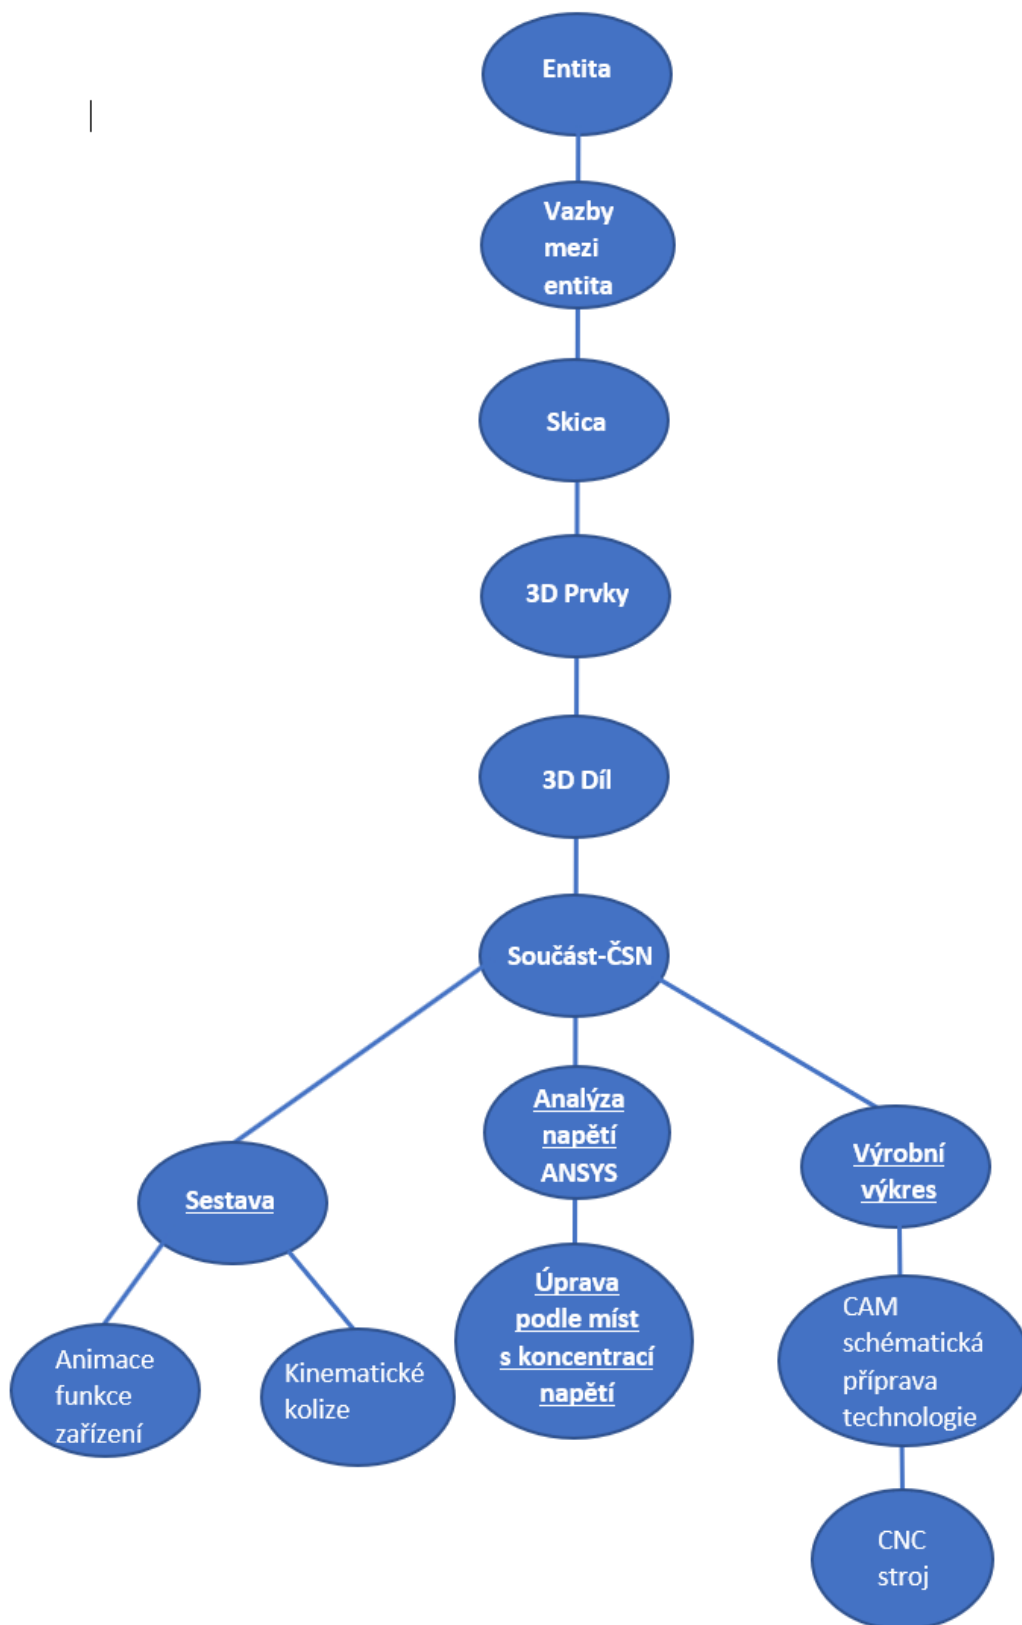 Entita
Vazby
mezi
entita
Skica
3D Prvky
3D Díl
Součást-ČSN
Sestava
Animace
funkce
zařízení
Kinematické
kolize
Analýza
napětí
ANSYS
Úprava
podle míst
s koncentrací
napětí
Výrobní
výkres
CAM
schématická
příprava
technologie
CNC
stroj